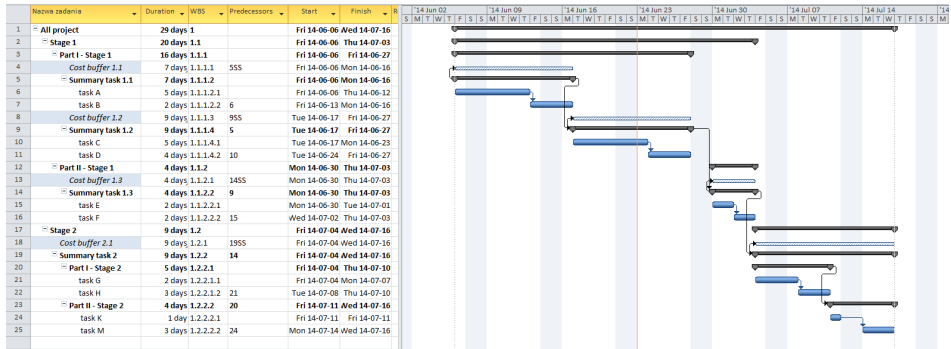 Nazwa zadania Duration WBS Predecessors Start Finish R '14 Jun 02 '14 Jun 09 '14 Jun 16 '14 Jun 23 '14 Jun 30 '14 Jul 07 '14 Jul 14 '14
S M T W T F S S M T W T F S S M T W T F S S M T W T F S S M T W T F S S M T W T F S S M T W T F S S M
1 All project 29 days 1 Fri 14-06-06 Wed 14-07-16
2 Stage 1 20 days 1.1 Fri 14-06-06 Thu 14-07-03
3 Part I - Stage 1 16 days 1.1.1 Fri 14-06-06 Fri 14-06-27
4 Cost buffer 1.1 7 days 1.1.1.1 5SS Fri 14-06-06 Mon 14-06-16
5 Summary task 1.1 7 days 1.1.1.2 Fri 14-06-06 Mon 14-06-16
6 task A 5 days 1.1.1.2.1 Fri 14-06-06 Thu 14-06-12
7 task B 2 days 1.1.1.2.2 6 Fri 14-06-13 Mon 14-06-16
8 Cost buffer 1.2 9 days 1.1.1.3 9SS Tue 14-06-17 Fri 14-06-27
9 Summary task 1.2 9 days 1.1.1.4 5 Tue 14-06-17 Fri 14-06-27
10 task C 5 days 1.1.1.4.1 Tue 14-06-17 Mon 14-06-23
11 task D 4 days 1.1.1.4.2 10 Tue 14-06-24 Fri 14-06-27
12 Part II - Stage 1 4 days 1.1.2 Mon 14-06-30 Thu 14-07-03
13 Cost buffer 1.3 4 days 1.1.2.1 14SS Mon 14-06-30 Thu 14-07-03
14 Summary task 1.3 4 days 1.1.2.2 9 Mon 14-06-30 Thu 14-07-03
15 task E 2 days 1.1.2.2.1 Mon 14-06-30 Tue 14-07-01
16 task F 2 days 1.1.2.2.2 15 Wed 14-07-02 Thu 14-07-03
17 Stage 2 9 days 1.2 Fri 14-07-04 Wed 14-07-16
18 Cost buffer 2.1 9 days 1.2.1 19SS Fri 14-07-04 Wed 14-07-16
19 Summary task 2 9 days 1.2.2 14 Fri 14-07-04 Wed 14-07-16
20 Part I - Stage 2 5 days 1.2.2.1 Fri 14-07-04 Thu 14-07-10
21 task G 2 days 1.2.2.1.1 Fri 14-07-04 Mon 14-07-07
22 task H 3 days 1.2.2.1.2 21 Tue 14-07-08 Thu 14-07-10
23 Part II - Stage 2 4 days 1.2.2.2 20 Fri 14-07-11 Wed 14-07-16
24 task K 1 day 1.2.2.2.1 Fri 14-07-11 Fri 14-07-11
25 task M 3 days 1.2.2.2.2 24 Mon 14-07-14 Wed 14-07-16